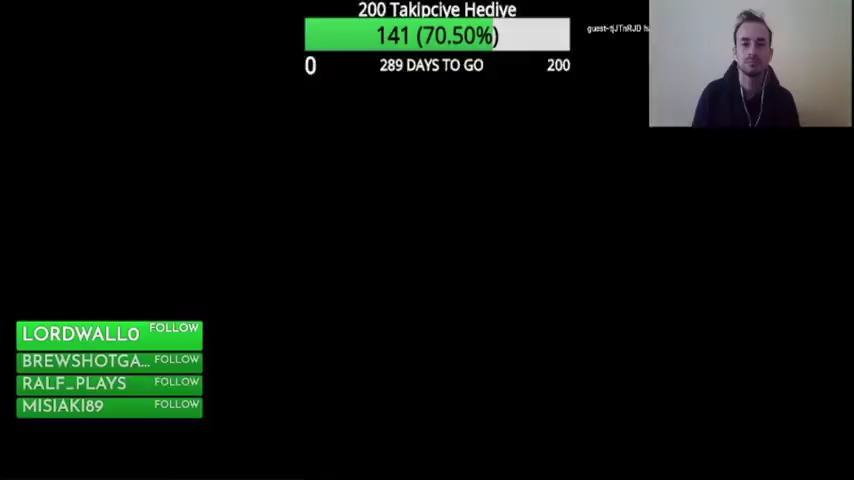 200 Takipciye Hediye
141 (70.50%)
0 289 DAYS TO GO 200
LORDWALL0 FOLLOW
BREWSHOTGA... FOLLOW
RALF_PLAYS FOLLOW
MISIAKI89 FOLLOW